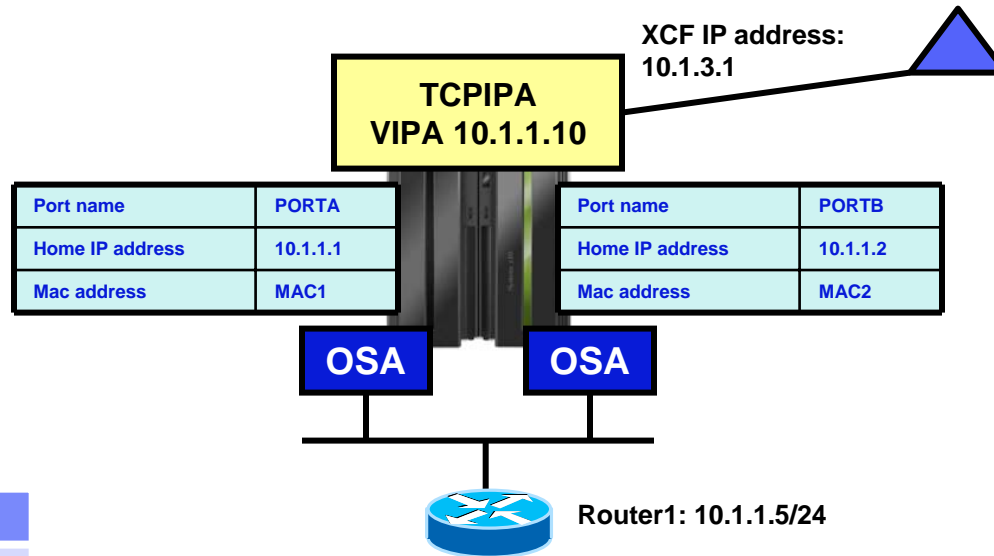 XCF IP address:
10.1.3.1
TCPIPA
VIPA 10.1.1.10
Port name PORTA
Home IP address 10.1.1.1
Mac address MAC1
Port name PORTB
Home IP address 10.1.1.2
Mac address MAC2
OSA
OSA
Router1: 10.1.1.5/24